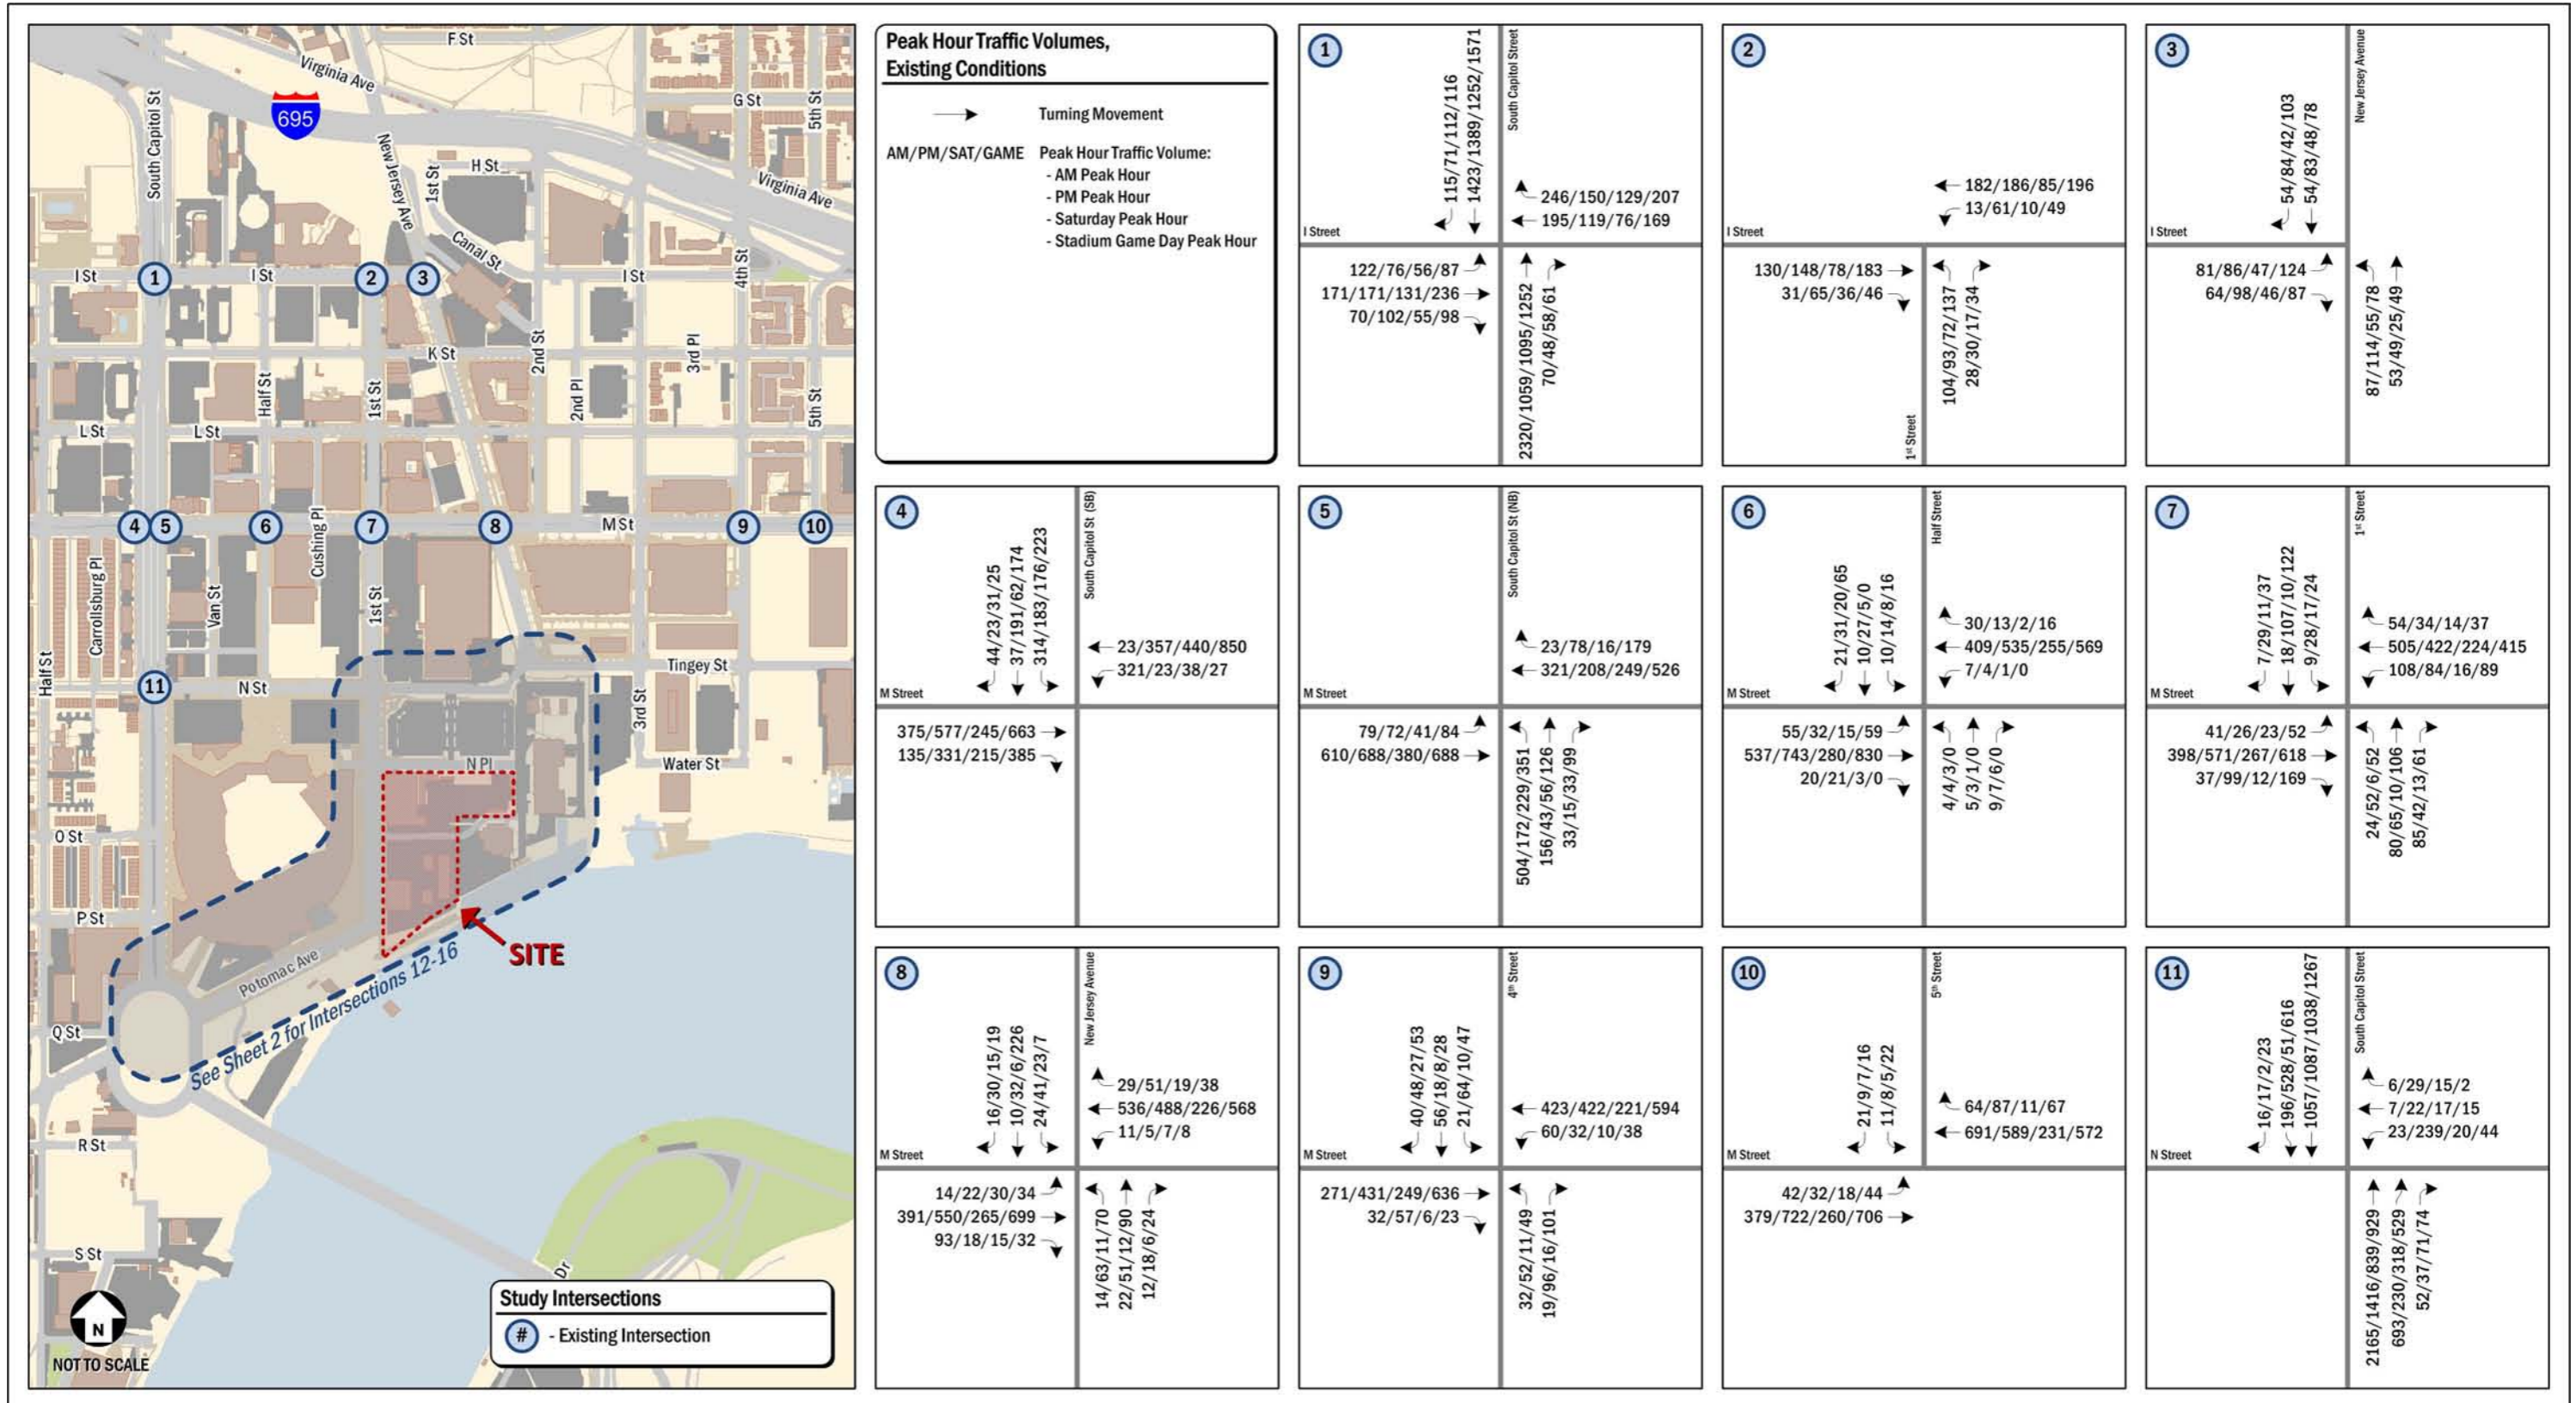 F St
Virginia Ave
G St
5th St
695
South Capitol St
New Jersey Ave
1st St
H St
Virginia Ave
Canal St
4th St
I St
1
I St
2
3
I St
K St
2nd St
3rd Pl
Half St
1st St
2nd Pl
5th St
L St
L St
4
5
6
Cushing Pl
7
8
M St
9
10
Carrollsburg Pl
Van St
1st St
Half St
11
N St
Tingey St
3rd St
N Pl
Water St
O St
P St
SITE
Potomac Ave
See Sheet 2 for Intersections 12-16
Q St
R St
S St
Dr
N
NOT TO SCALE
Study Intersections
# - Existing Intersection
Peak Hour Traffic Volumes,
Existing Conditions
Turning Movement
AM/PM/SAT/GAME Peak Hour Traffic Volume:
- AM Peak Hour
- PM Peak Hour
- Saturday Peak Hour
- Stadium Game Day Peak Hour
1
115/71/112/116
1423/1389/1252/1571
South Capitol Street
246/150/129/207
195/119/76/169
I Street
122/76/56/87
171/171/131/236
70/102/55/98
2320/1059/1095/1252
70/48/58/61
2
182/186/85/196
13/61/10/49
I Street
130/148/78/183
31/65/36/46
1st Street
104/93/72/137
28/30/17/34
3
54/84/42/103
54/83/48/78
New Jersey Avenue
I Street
81/86/47/124
64/98/46/87
87/114/55/78
53/49/25/49
4
44/23/31/25
37/191/62/174
314/183/176/223
South Capitol St (SB)
23/357/440/850
321/23/38/27
M Street
375/577/245/663
135/331/215/385
5
South Capitol St (NB)
23/78/16/179
321/208/249/526
M Street
79/72/41/84
610/688/380/688
504/172/229/351
156/43/56/126
33/15/33/99
6
21/31/20/65
10/27/5/0
10/14/8/16
Half Street
30/13/2/16
409/535/255/569
7/4/1/0
M Street
55/32/15/59
537/743/280/830
20/21/3/0
4/4/3/0
5/3/1/0
9/7/6/0
7
7/29/11/37
18/107/10/122
9/28/17/24
1st Street
54/34/14/37
505/422/224/415
108/84/16/89
M Street
41/26/23/52
398/571/267/618
37/99/12/169
24/52/6/52
80/65/10/106
85/42/13/61
8
16/30/15/19
10/32/6/226
24/41/23/7
New Jersey Avenue
29/51/19/38
536/488/226/568
11/5/7/8
M Street
14/22/30/34
391/550/265/699
93/18/15/32
14/63/11/70
22/51/12/90
12/18/6/24
9
40/48/27/53
56/18/8/28
21/64/10/47
4th Street
423/422/221/594
60/32/10/38
M Street
271/431/249/636
32/57/6/23
32/52/11/49
19/96/16/101
10
21/9/7/16
11/8/5/22
5th Street
64/87/11/67
691/589/231/572
M Street
42/32/18/44
379/722/260/706
11
16/17/2/23
196/528/51/616
1057/1087/1038/1267
South Capitol Street
6/29/15/2
7/22/17/15
23/239/20/44
N Street
2165/1416/839/929
693/230/318/529
52/37/71/74